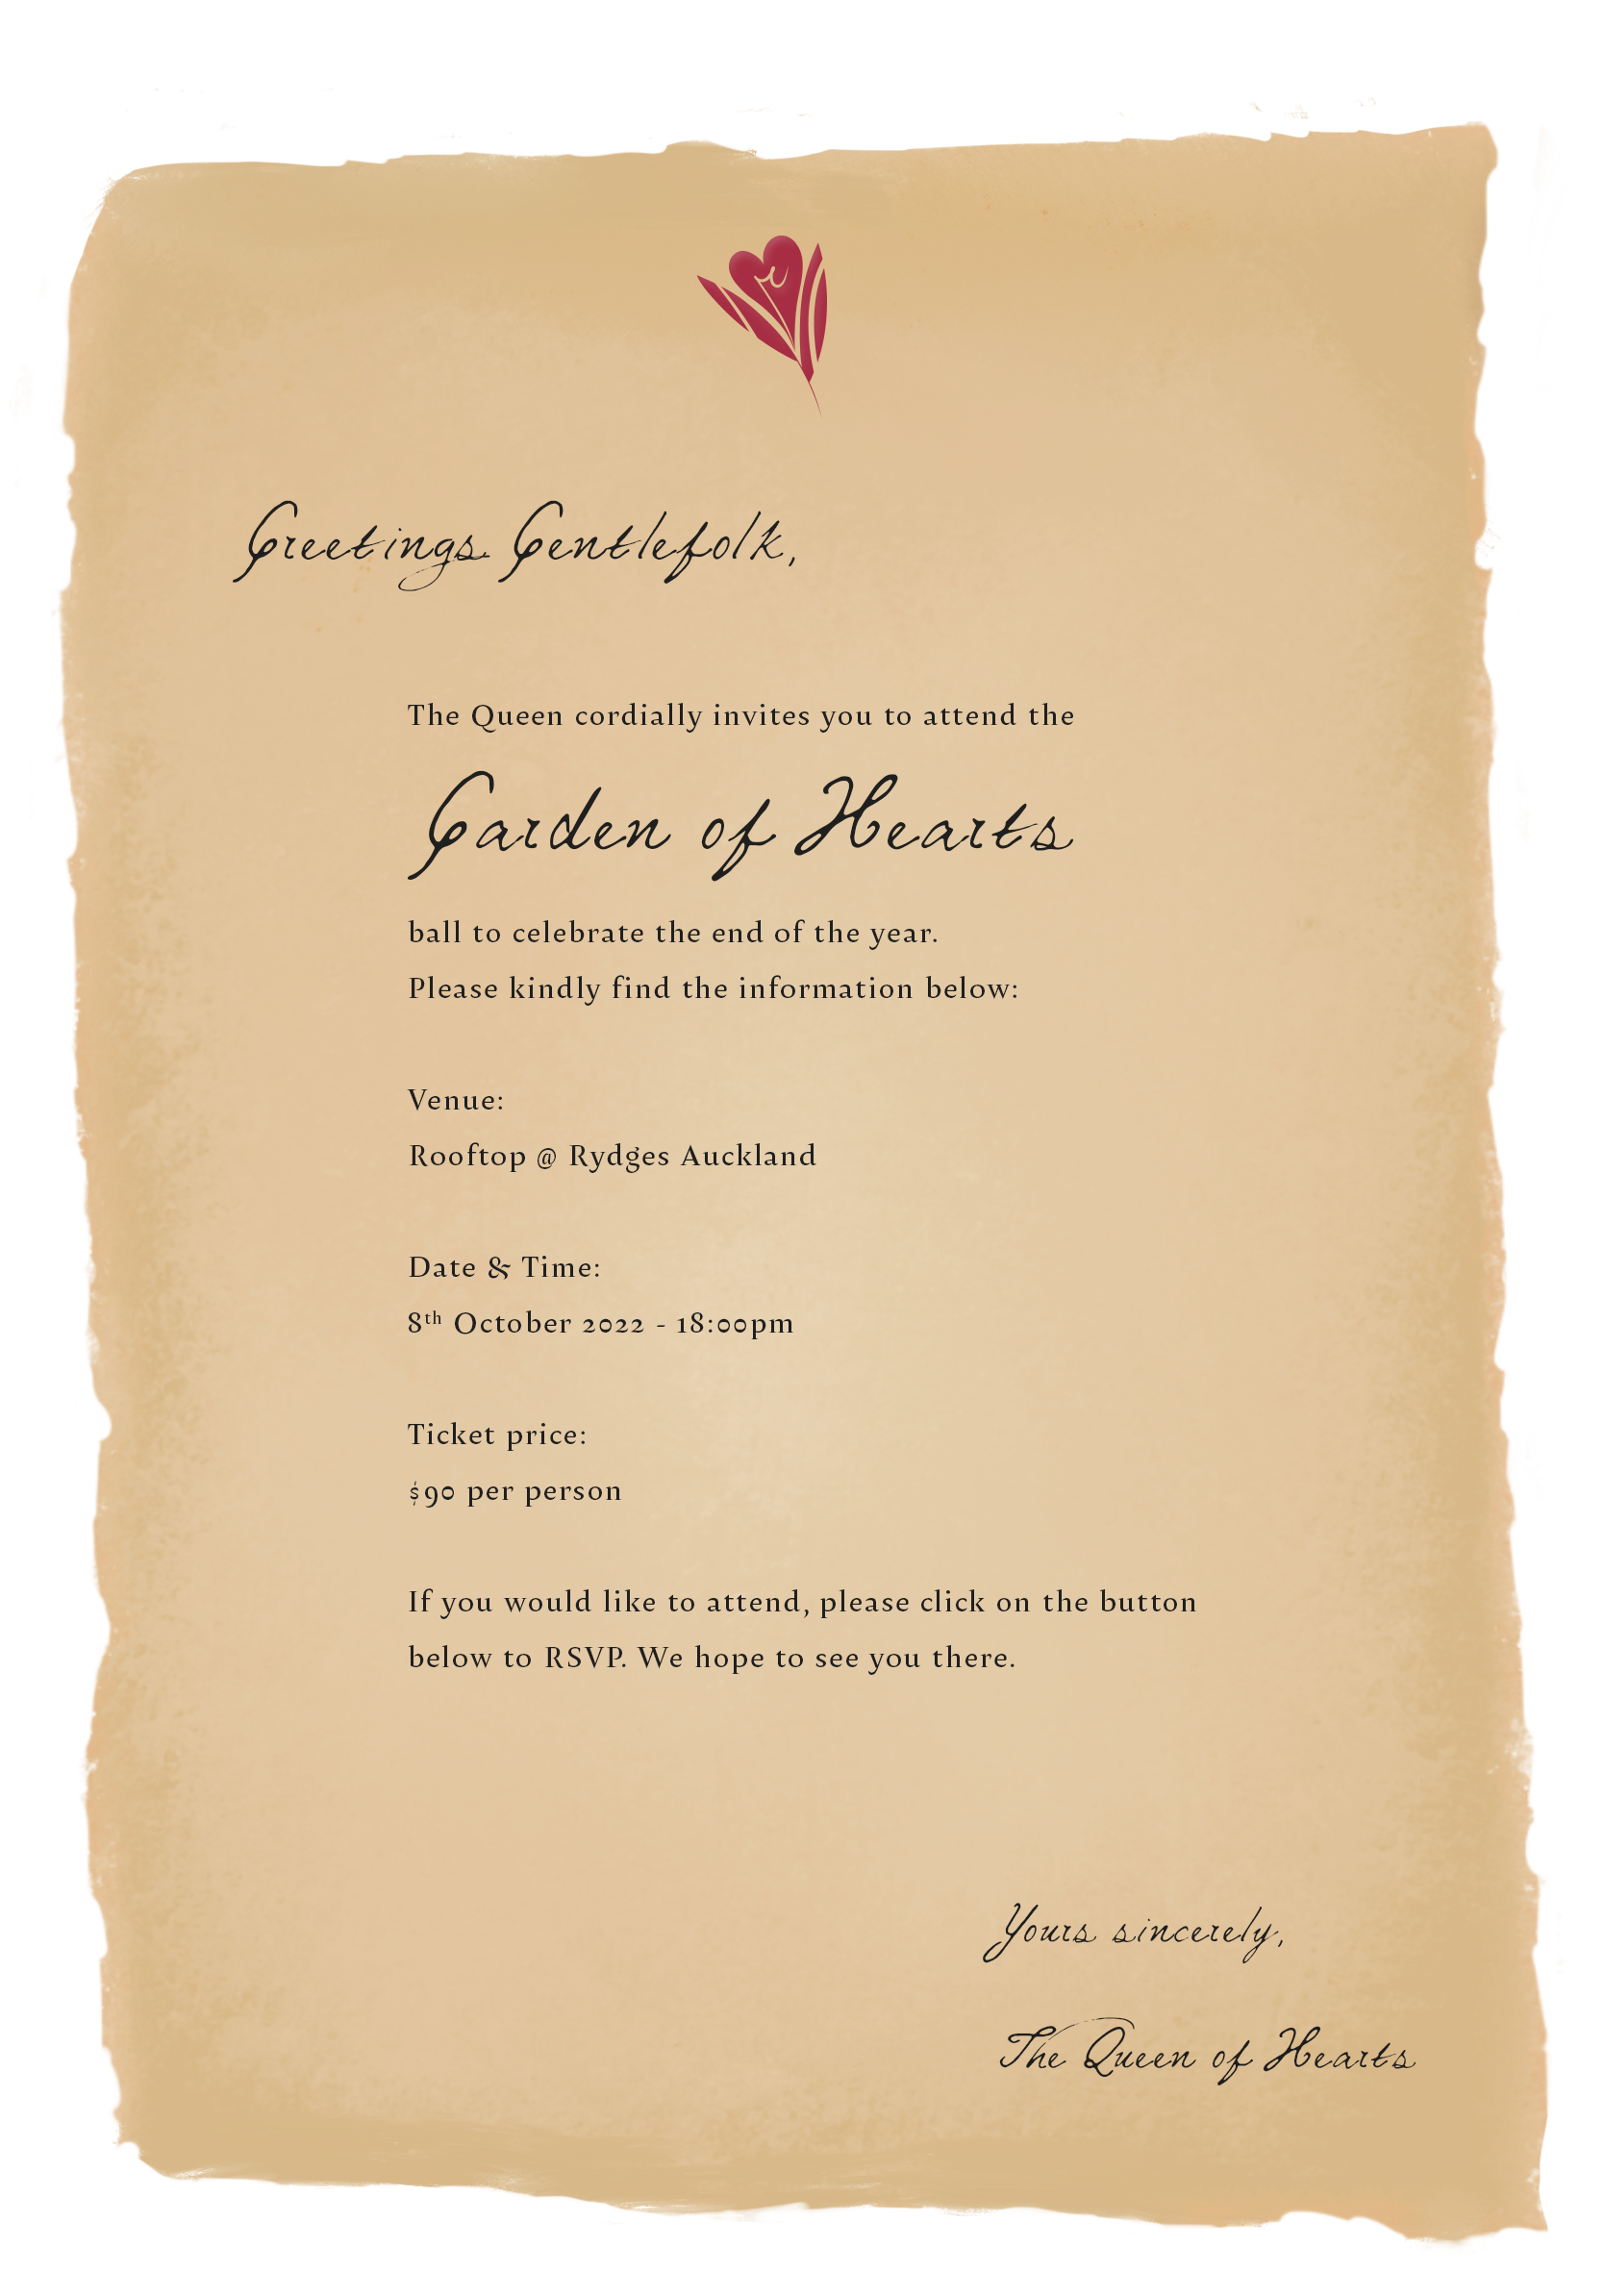 Greetings Gentlefolk,
The Queen cordially invites you to attend the
Garden of Hearts
ball to celebrate the end of the year.
Please kindly find the information below:
Venue:
Rooftop @ Rydges Auckland
Date & Time:
8th October 2022 - 18:00pm
Ticket price:
$90 per person
If you would like to attend, please click on the button
below to RSVP. We hope to see you there.
Yours sincerely,
The Queen of Hearts